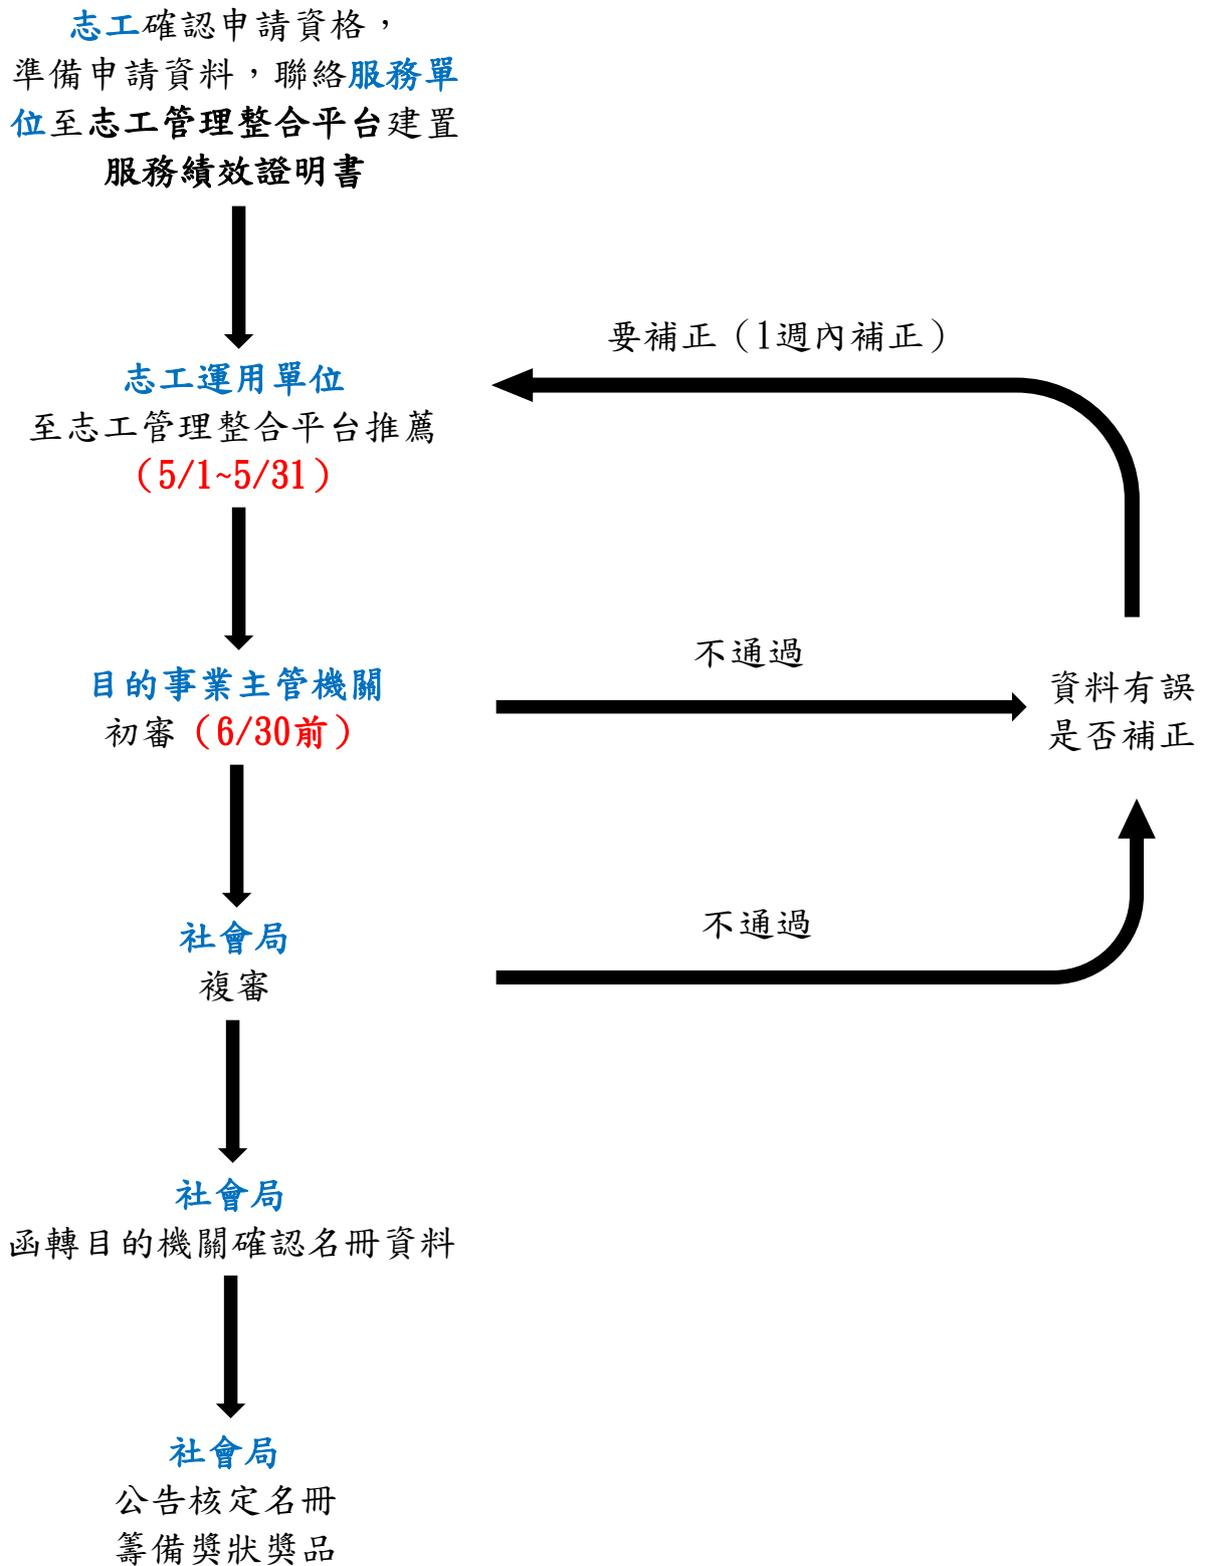 志工確認申請資格，
準備申請資料，聯絡服務單
位至志工管理整合平台建置
服務績效證明書
要補正（1週內補正）
志工運用單位
至志工管理整合平台推薦
（5/1~5/31）
不通過
目的事業主管機關
初審（6/30前）
資料有誤
是否補正
不通過
社會局
複審
社會局
函轉目的機關確認名冊資料
社會局
公告核定名冊
籌備獎狀獎品